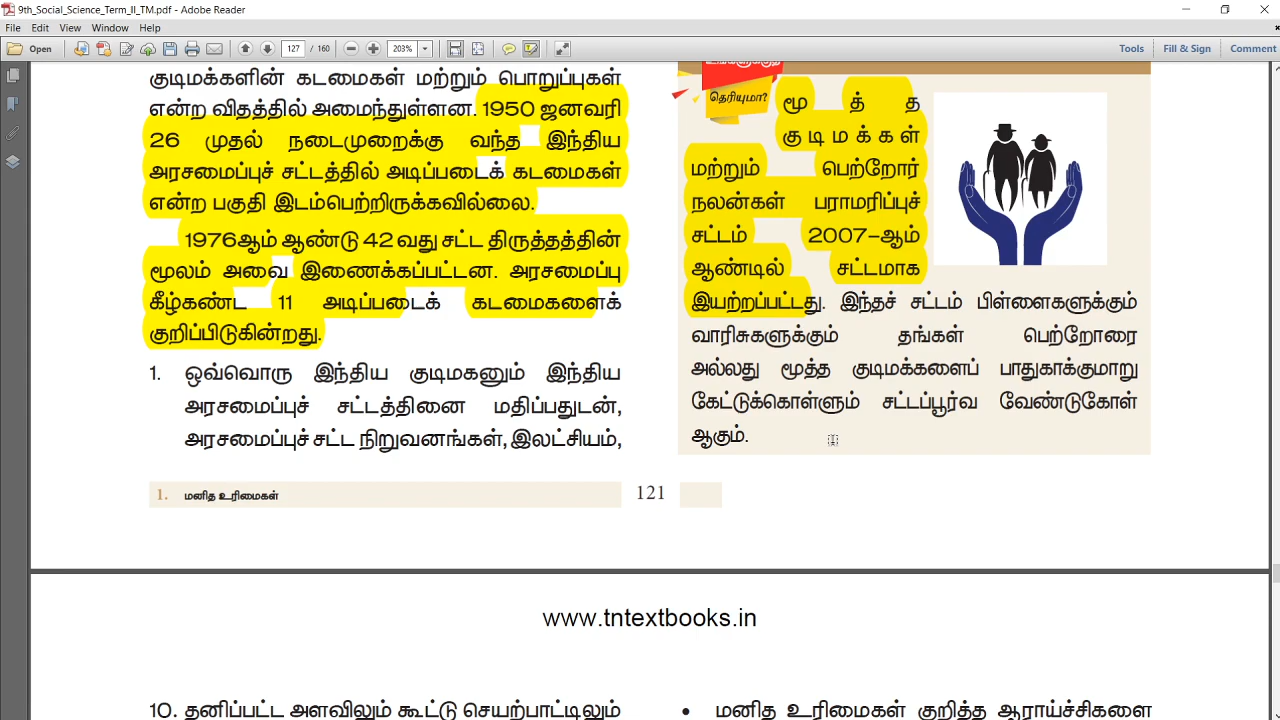 9th_Social_Science_Term_II_TM.pdf - Adobe Reader
File Edit View Window Help
Open 127 / 160 203% Tools Fill & Sign Comment
குடிமக்களின் கடமைகள் மற்றும் பொறுப்புகள்
என்ற விதத்தில் அமைந்துள்ளன. 1950 ஜனவரி
26 முதல் நடைமுறைக்கு வந்த இந்திய
அரசமைப்புச் சட்டத்தில் அடிப்படைக் கடமைகள்
என்ற பகுதி இடம்பெற்றிருக்கவில்லை.
1976ஆம் ஆண்டு 42 வது சட்ட திருத்தத்தின்
மூலம் அவை இணைக்கப்பட்டன. அரசமைப்பு
கீழ்கண்ட 11 அடிப்படைக் கடமைகளைக்
குறிப்பிடுகின்றது.
1. ஒவ்வொரு இந்திய குடிமகனும் இந்திய
அரசமைப்புச் சட்டத்தினை மதிப்பதுடன்,
அரசமைப்புச் சட்ட நிறுவனங்கள், இலட்சியம்,
தெரியுமா?
மூத்த
குடிமக்கள்
மற்றும் பெற்றோர்
நலன்கள் பராமரிப்புச்
சட்டம் 2007-ஆம்
ஆண்டில் சட்டமாக
இயற்றப்பட்டது. இந்தச் சட்டம் பிள்ளைகளுக்கும்
வாரிசுகளுக்கும் தங்கள் பெற்றோரை
அல்லது மூத்த குடிமக்களைப் பாதுகாக்குமாறு
கேட்டுக்கொள்ளும் சட்டப்பூர்வ வேண்டுகோள்
ஆகும்.
1. மனித உரிமைகள்
121
www.tntextbooks.in
10. தனிப்பட்ட அளவிலும் கூட்டு செயற்பாட்டிலும்
• மனித உரிமைகள் குறித்த ஆராய்ச்சிகளை